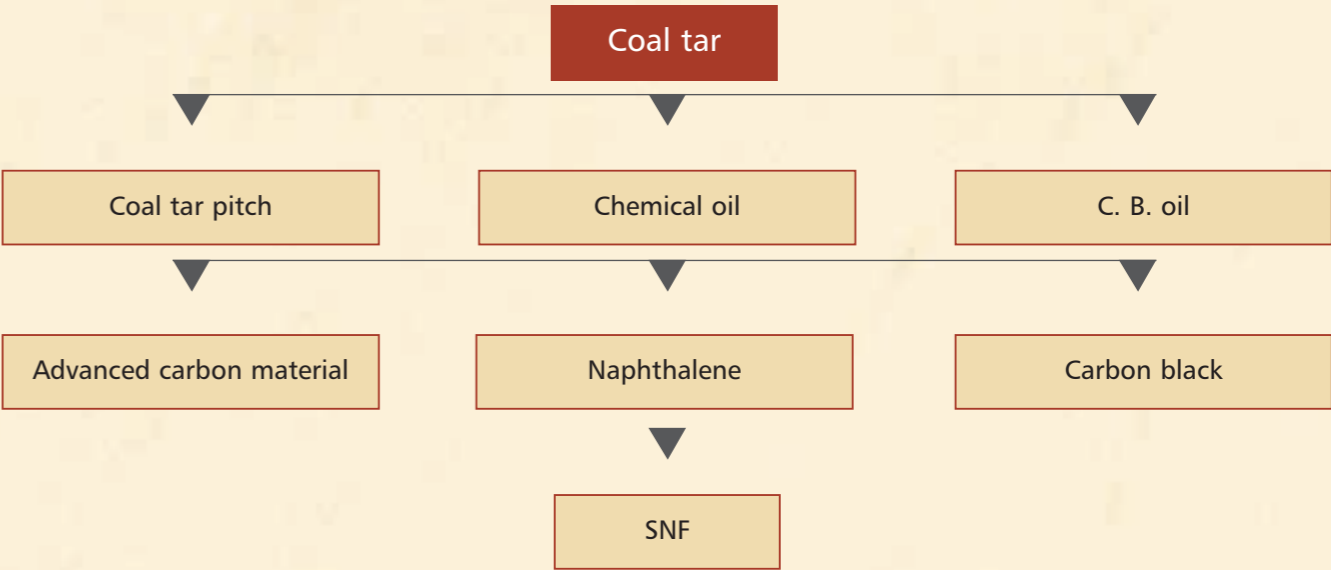 Coal tar
Coal tar pitch
Chemical oil
C. B. oil
Advanced carbon material
Naphthalene
Carbon black
SNF